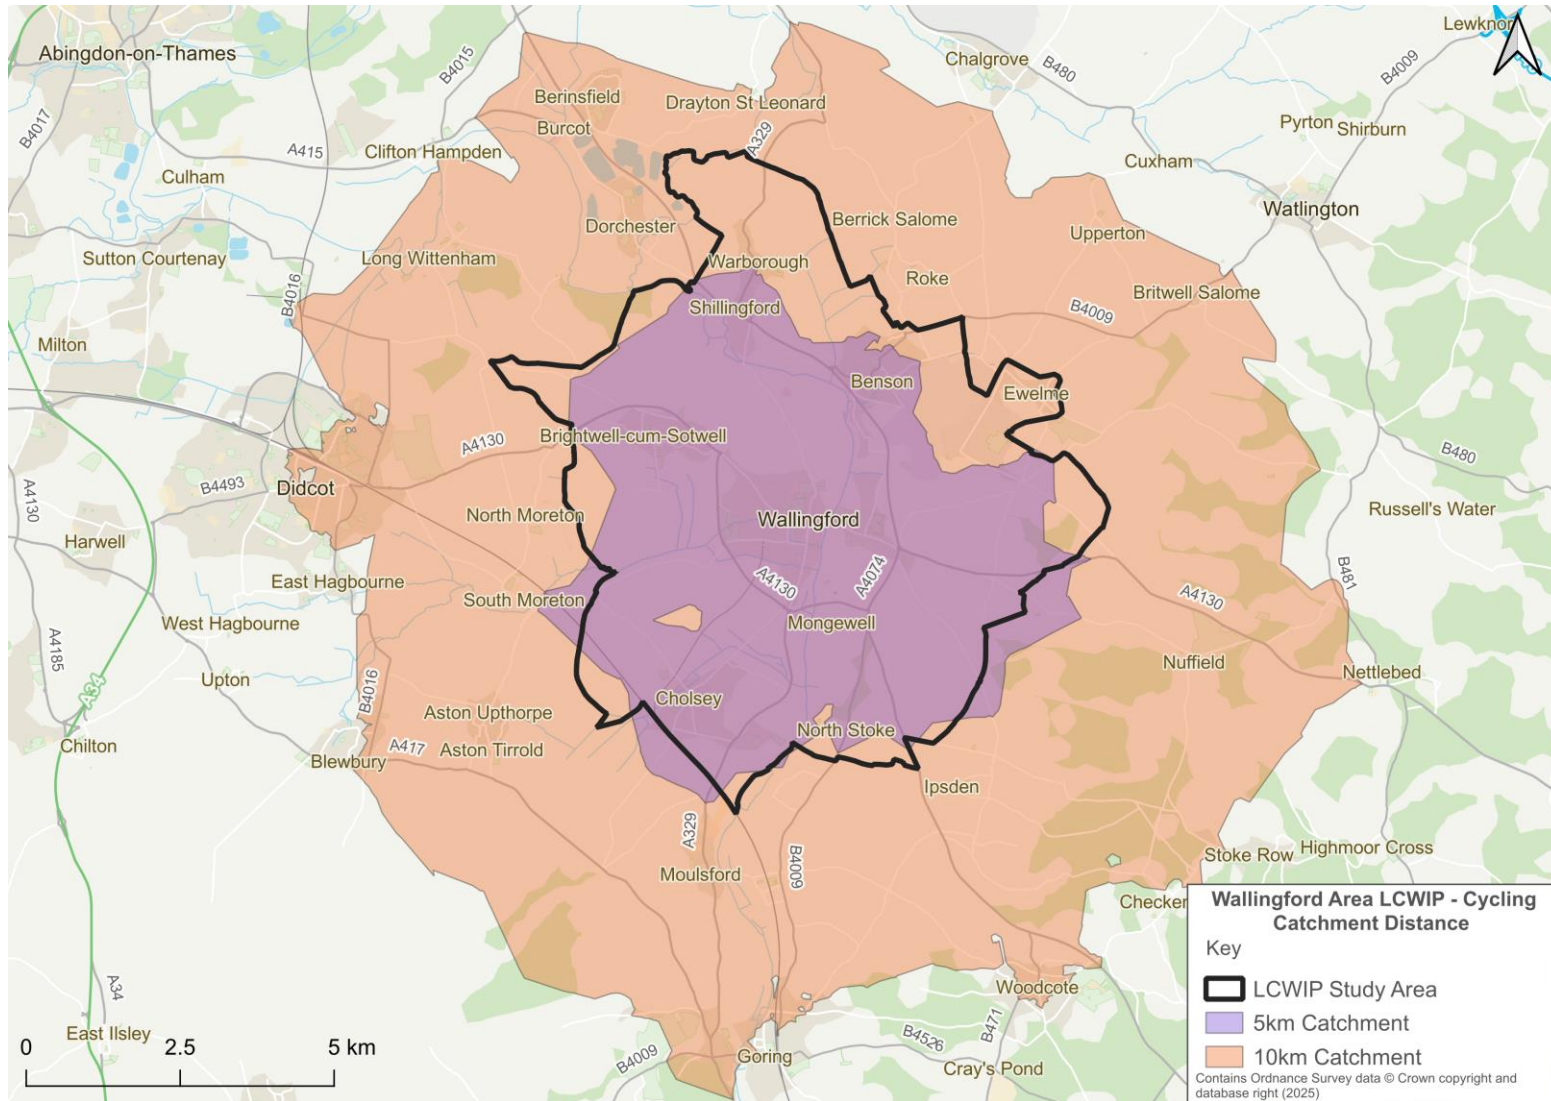 Lewknor
Abingdon-on-Thames
B4015
Chalgrove
B480
B4009
Berinsfield
Drayton St Leonard
B4017
Burcot
Pyrton
Shirburn
A415
Clifton Hampden
A329
Cuxham
Culham
Watlington
Dorchester
Berrick Salome
Upperton
Sutton Courtenay
Long Wittenham
Warborough
B4016
Roke
Britwell Salome
Shillingford
B4009
Milton
Benson
Ewelme
A4130
Brightwell-cum-Sotwell
B480
B4493
Didcot
A4130
North Moreton
Wallingford
Russell's Water
Harwell
East Hagbourne
A4130
A4074
B481
South Moreton
A4130
West Hagbourne
Mongewell
A4185
Nuffield
Upton
A34
B4016
Nettlebed
Cholsey
Aston Upthorpe
North Stoke
Chilton
A417
Aston Tirrold
Blewbury
Ipsden
A329
B4009
Stoke Row
Highmoor Cross
Moulsford
Checker
Woodcote
A34
East Ilsley
B4009
Goring
B4526
B471
Cray's Pond
0
2.5
5 km
Wallingford Area LCWIP - Cycling
Catchment Distance
Key
LCWIP Study Area
5km Catchment
10km Catchment
Contains Ordnance Survey data © Crown copyright and
database right (2025)